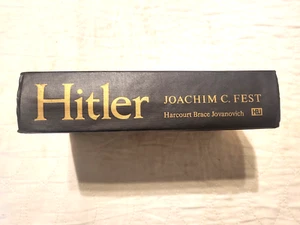 Hitler
JOACHIM C. FEST
Harcourt Brace Jovanovich